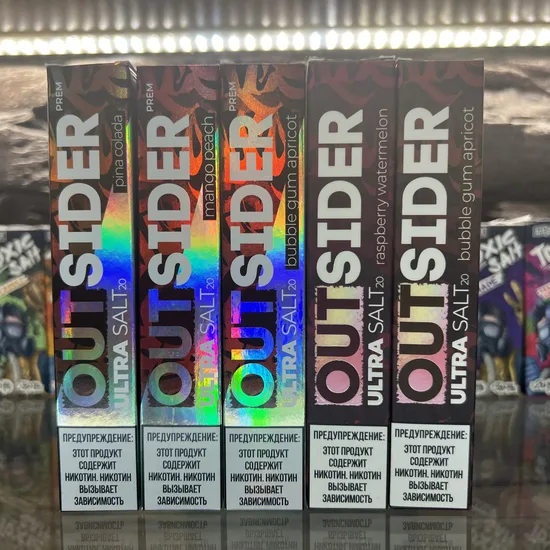 PREM
OUTSIDER
pina colada
ULTRA SALT 20
ПРЕДУПРЕЖДЕНИЕ:
ЭТОТ ПРОДУКТ
СОДЕРЖИТ
НИКОТИН. НИКОТИН
ВЫЗЫВАЕТ
ЗАВИСИМОСТЬ
PREM
OUTSIDER
mango peach
ULTRA SALT 20
ПРЕДУПРЕЖДЕНИЕ:
ЭТОТ ПРОДУКТ
СОДЕРЖИТ
НИКОТИН. НИКОТИН
ВЫЗЫВАЕТ
ЗАВИСИМОСТЬ
PREM
OUTSIDER
bubble gum apricot
ULTRA SALT 20
ПРЕДУПРЕЖДЕНИЕ:
ЭТОТ ПРОДУКТ
СОДЕРЖИТ
НИКОТИН. НИКОТИН
ВЫЗЫВАЕТ
ЗАВИСИМОСТЬ
OUTSIDER
raspberry watermelon
ULTRA SALT 20
ПРЕДУПРЕЖДЕНИЕ:
ЭТОТ ПРОДУКТ
СОДЕРЖИТ
НИКОТИН. НИКОТИН
ВЫЗЫВАЕТ
ЗАВИСИМОСТЬ
OUTSIDER
bubble gum apricot
ULTRA SALT 20
ПРЕДУПРЕЖДЕНИЕ:
ЭТОТ ПРОДУКТ
СОДЕРЖИТ
НИКОТИН. НИКОТИН
ВЫЗЫВАЕТ
ЗАВИСИМОСТЬ